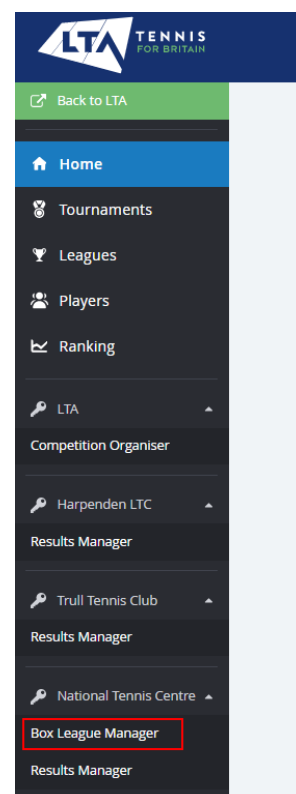 LTA TENNIS
FOR BRITAIN
Back to LTA
Home
Tournaments
Leagues
Players
Ranking
LTA
Competition Organiser
Harpenden LTC
Results Manager
Trull Tennis Club
Results Manager
National Tennis Centre
Box League Manager
Results Manager